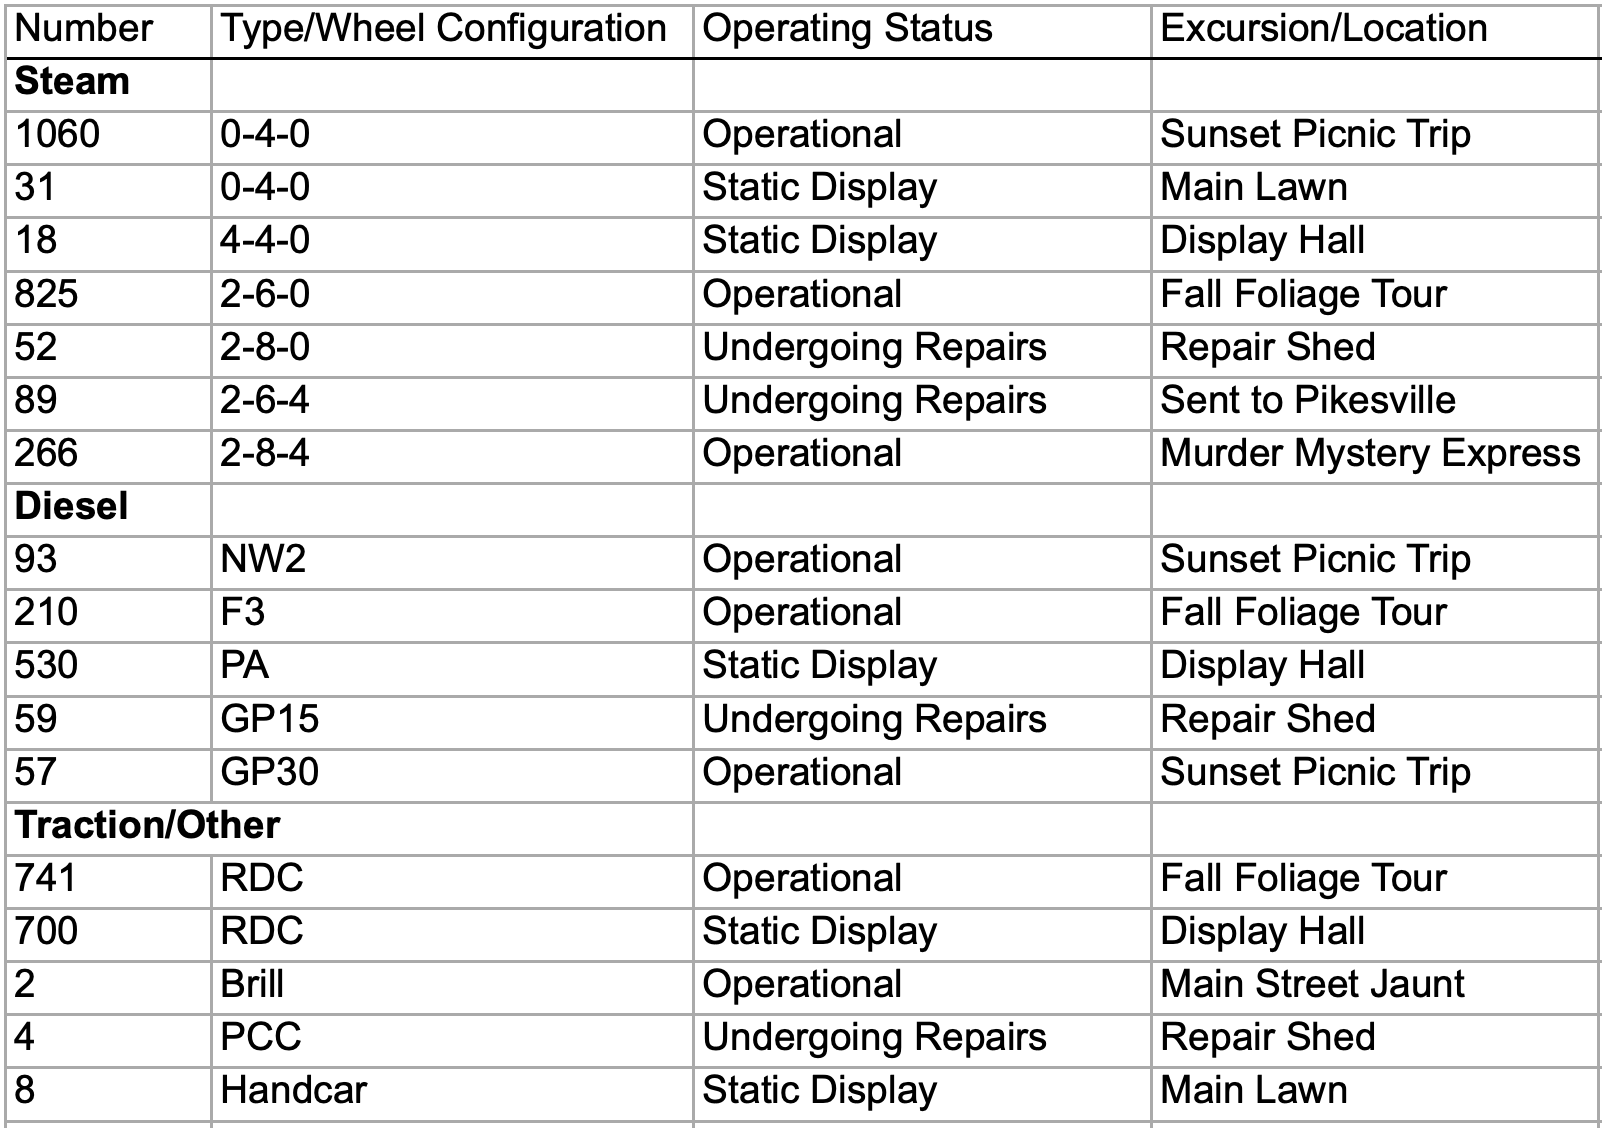 Number Type/Wheel Configuration Operating Status Excursion/Location
Steam
1060 0-4-0 Operational Sunset Picnic Trip
31 0-4-0 Static Display Main Lawn
18 4-4-0 Static Display Display Hall
825 2-6-0 Operational Fall Foliage Tour
52 2-8-0 Undergoing Repairs Repair Shed
89 2-6-4 Undergoing Repairs Sent to Pikesville
266 2-8-4 Operational Murder Mystery Express
Diesel
93 NW2 Operational Sunset Picnic Trip
210 F3 Operational Fall Foliage Tour
530 PA Static Display Display Hall
59 GP15 Undergoing Repairs Repair Shed
57 GP30 Operational Sunset Picnic Trip
Traction/Other
741 RDC Operational Fall Foliage Tour
700 RDC Static Display Display Hall
2 Brill Operational Main Street Jaunt
4 PCC Undergoing Repairs Repair Shed
8 Handcar Static Display Main Lawn